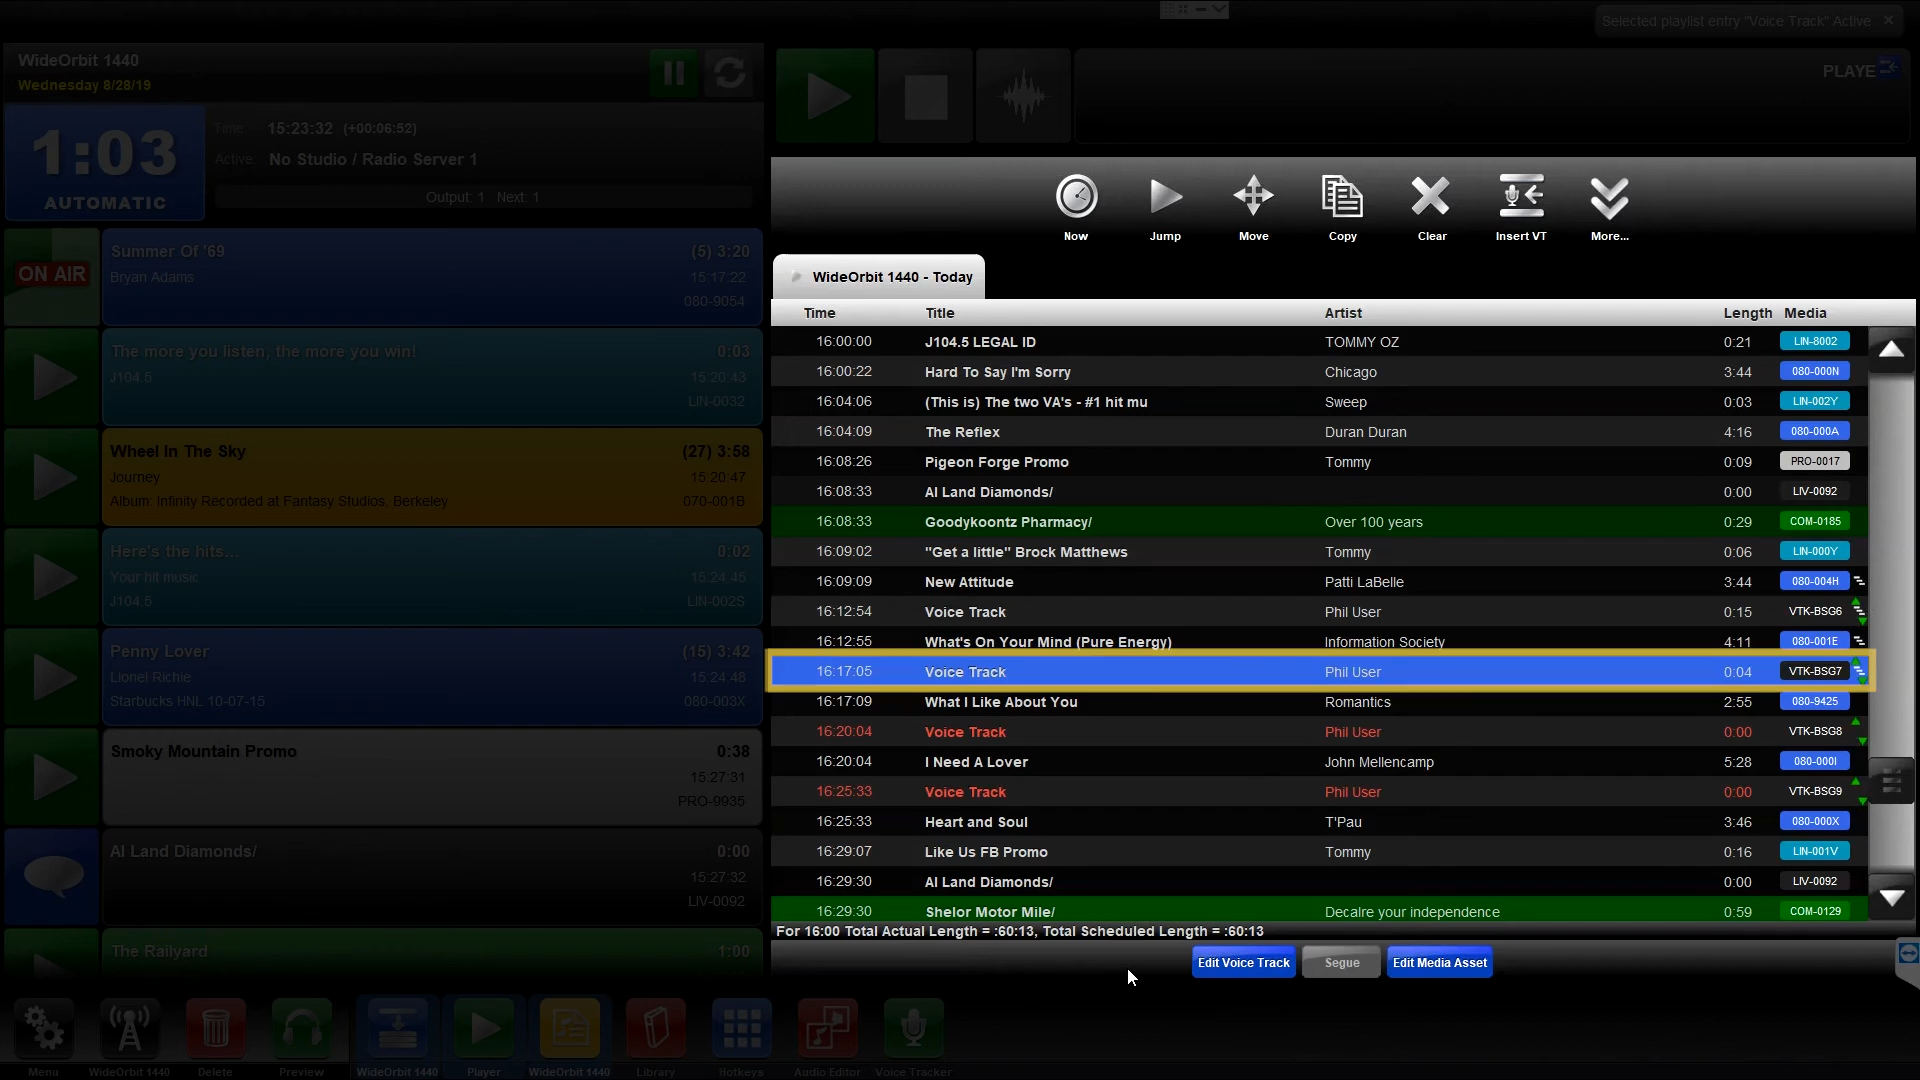 Selected playlist entry "Voice Track" Active
WideOrbit 1440
Wednesday 8/28/19
PLAYE
1:03
AUTOMATIC
Time: 15:23:32 (+00:06:52)
Active: No Studio / Radio Server 1
Output: 1 Next: 1
ON AIR
Summer Of '69 (5) 3:20
Bryan Adams 15:17:22
080-9054
The more you listen, the more you win! 0:03
J104.5 15:20:43
LIN-0032
Wheel In The Sky (27) 3:58
Journey 15:20:47
Album: Infinity Recorded at Fantasy Studios, Berkeley 070-001B
Here's the hits... 0:02
Your hit music 15:24:45
J104.5 LIN-002S
Penny Lover (15) 3:42
Lionel Richie 15:24:48
Starbucks HNL 10-07-15 080-003X
Smoky Mountain Promo 0:38
15:27:31
PRO-9935
Al Land Diamonds/ 0:00
15:27:32
LIV-0092
The Railyard 1:00
Now Jump Move Copy Clear Insert VT More...
WideOrbit 1440 - Today
Time Title Artist Length Media
16:00:00 J104.5 LEGAL ID TOMMY OZ 0:21 LIN-8002
16:00:22 Hard To Say I'm Sorry Chicago 3:44 080-000N
16:04:06 (This is) The two VA's - #1 hit mu Sweep 0:03 LIN-002Y
16:04:09 The Reflex Duran Duran 4:16 080-000A
16:08:26 Pigeon Forge Promo Tommy 0:09 PRO-0017
16:08:33 Al Land Diamonds/ 0:00 LIV-0092
16:08:33 Goodykoontz Pharmacy/ Over 100 years 0:29 COM-0185
16:09:02 "Get a little" Brock Matthews Tommy 0:06 LIN-000Y
16:09:09 New Attitude Patti LaBelle 3:44 080-004H
16:12:54 Voice Track Phil User 0:15 VTK-BSG6
16:12:55 What's On Your Mind (Pure Energy) Information Society 4:11 080-001E
16:17:05 Voice Track Phil User 0:04 VTK-BSG7
16:17:09 What I Like About You Romantics 2:55 080-9425
16:20:04 Voice Track Phil User 0:00 VTK-BSG8
16:20:04 I Need A Lover John Mellencamp 5:28 080-000I
16:25:33 Voice Track Phil User 0:00 VTK-BSG9
16:25:33 Heart and Soul T'Pau 3:46 080-000X
16:29:07 Like Us FB Promo Tommy 0:16 LIN-001V
16:29:30 Al Land Diamonds/ 0:00 LIV-0092
16:29:30 Shelor Motor Mile/ Decalre your independence 0:59 COM-0129
For 16:00 Total Actual Length = :60:13, Total Scheduled Length = :60:13
Edit Voice Track Segue Edit Media Asset
Menu WideOrbit 1440 Delete Preview WideOrbit 1440 Player WideOrbit 1440 Library Hotkeys Audio Editor Voice Tracker